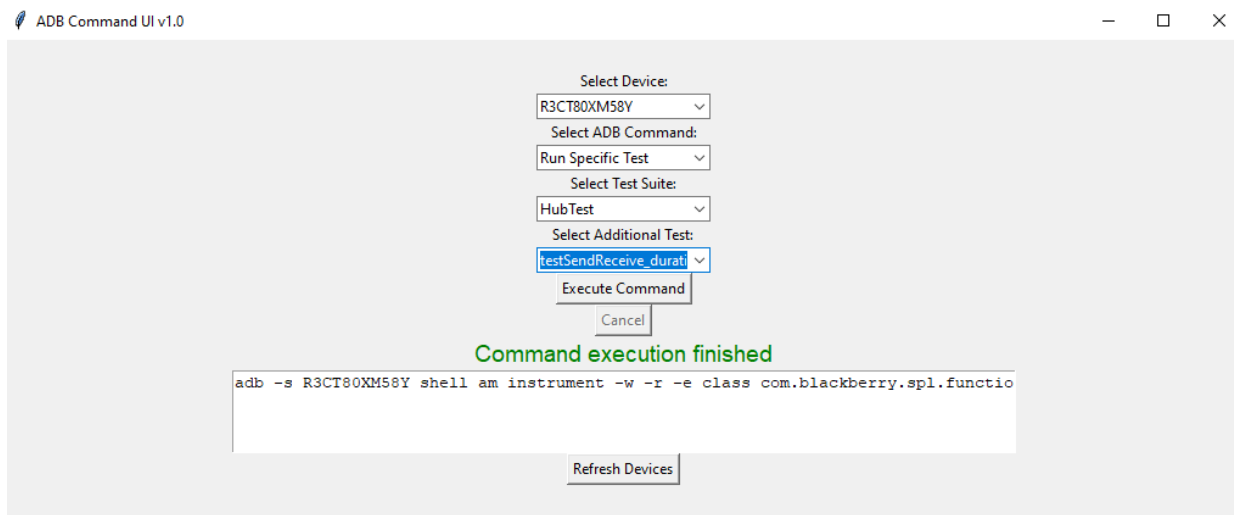 ADB Command UI v1.0
Select Device:
R3CT80XM58Y
Select ADB Command:
Run Specific Test
Select Test Suite:
HubTest
Select Additional Test:
testSendReceive_durati
Execute Command
Cancel
Command execution finished
adb -s R3CT80XM58Y shell am instrument -w -r -e class com.blackberry.spl.functio
Refresh Devices